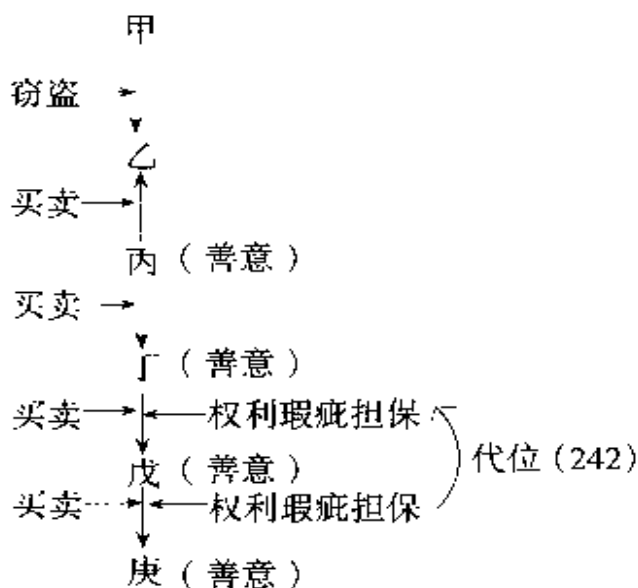 甲
窃盗
乙
买卖
丙（善意）
买卖
丁（善意）
买卖 权利瑕疵担保
代位（242）
戊（善意）
买卖 权利瑕疵担保
庚（善意）